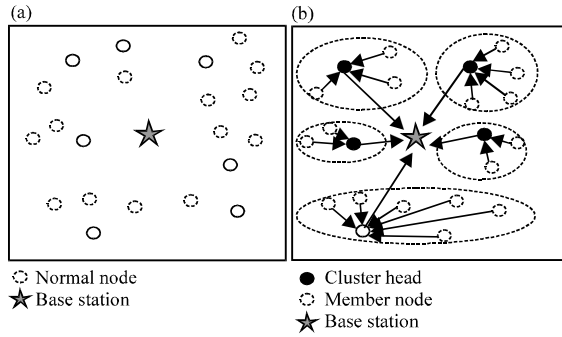 (a)
(b)
Normal node
Base station
Cluster head
Member node
Base station